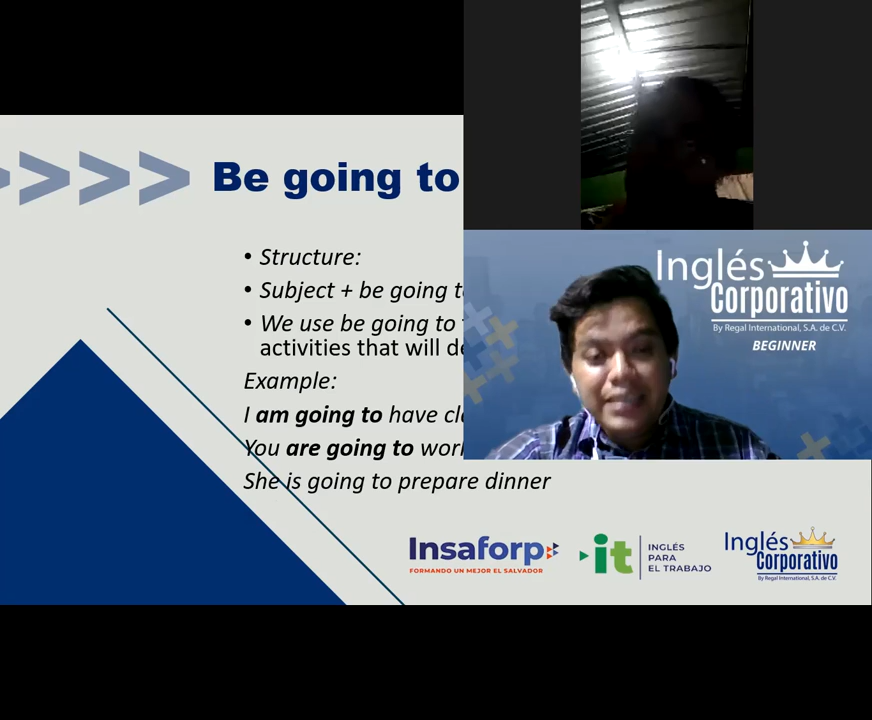 Be going to
• Structure:
• Subject + be going
• We use be going to
activities that will
Example:
I am going to have
You are going to
She is going to prepare dinner
Inglés
Corporativo
By Regal International, S.A. de C.V.
BEGINNER
Insaforp
FORMANDO UN MEJOR EL SALVADOR
it
INGLÉS
PARA
EL TRABAJO
Inglés
Corporativo
By Regal International, S.A. de C.V.